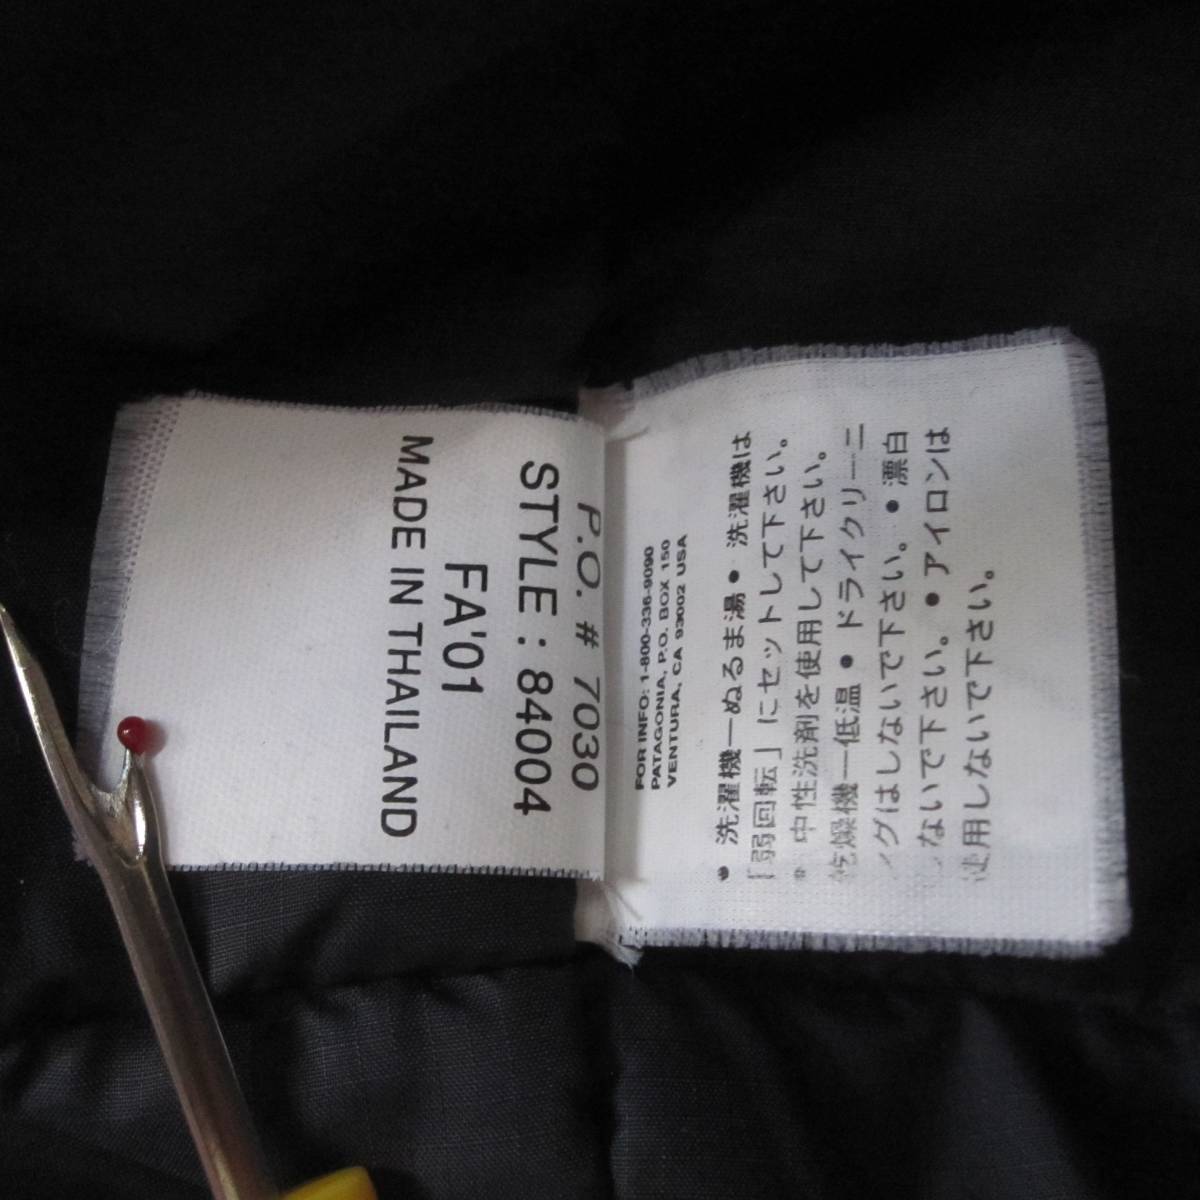 P.O. # 7030
STYLE : 84004
FA'01
MADE IN THAILAND
FOR INFO: 1-800-336-9090
PATAGONIA, P.O. BOX 150
VENTURA, CA 93002 USA
● 洗濯機—ぬるま湯 ● 洗濯機は
「弱回転」にセットして下さい。
● 中性洗剤を使用して下さい。
乾燥機—低温 ● ドライクリーニ
ングはしないで下さい。● 漂白
しないで下さい。● アイロンは
使用しないで下さい。